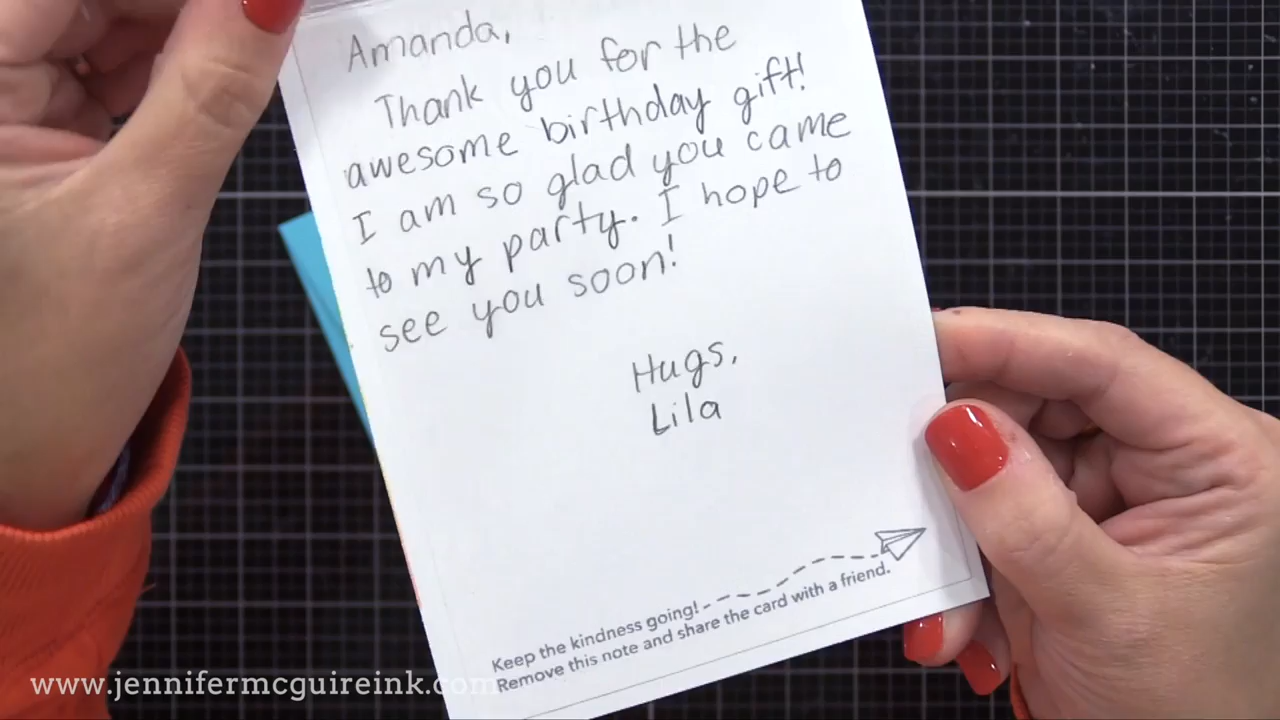 Amanda,
Thank you for the
awesome birthday gift!
I am so glad you came
to my party. I hope to
see you soon!
Hugs,
Lila
Keep the kindness going!
Remove this note and share the card with a friend.
www.jennifermcguireink.com